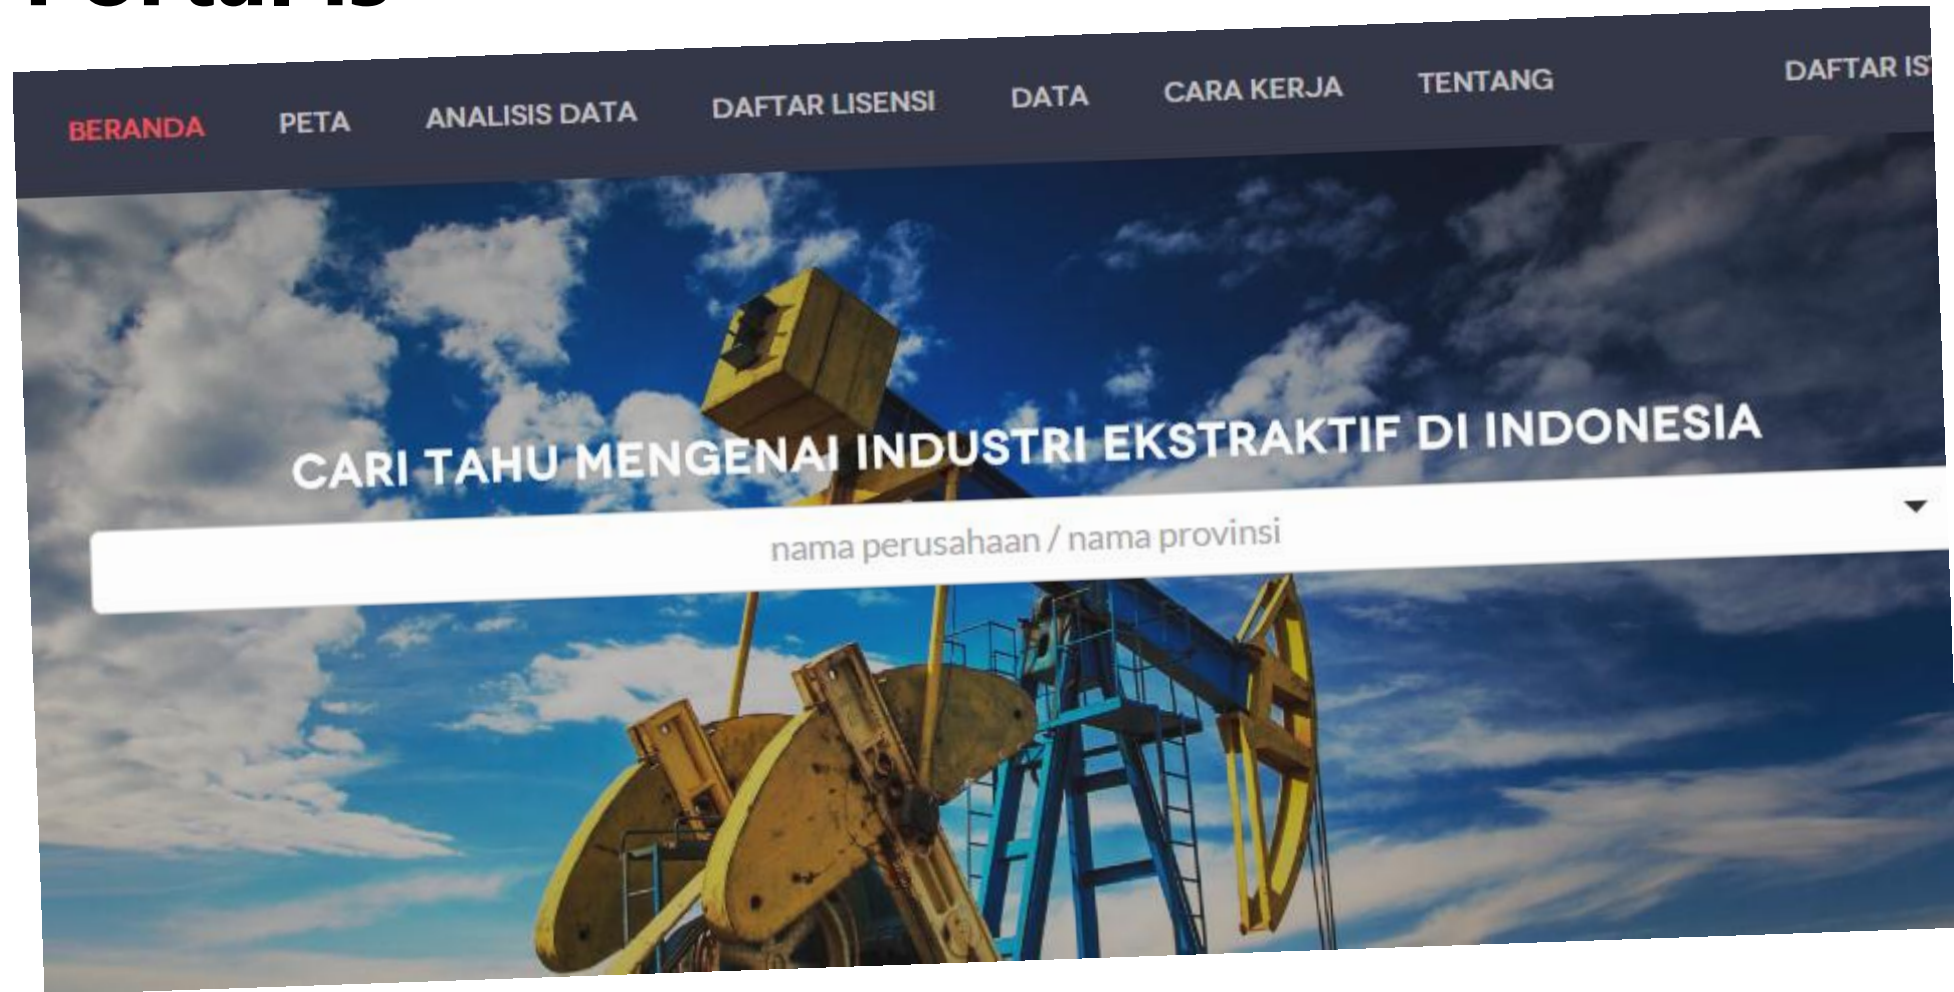 BERANDA PETA ANALISIS DATA DAFTAR LISENSI DATA CARA KERJA TENTANG DAFTAR
CARI TAHU MENGENAI INDUSTRI EKSTRAKTIF DI INDONESIA
nama perusahaan / nama provinsi